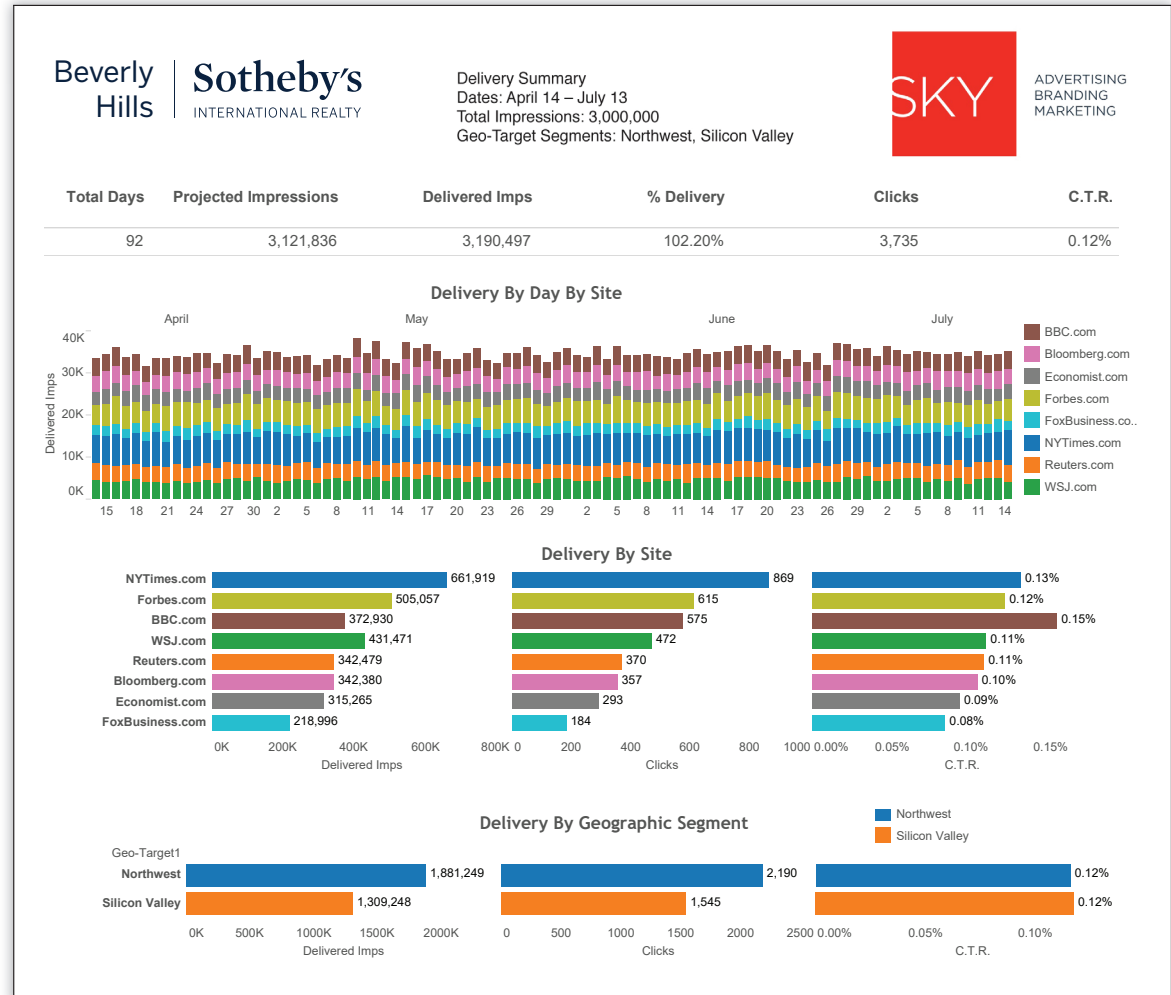 Beverly
Hills
Sotheby's
INTERNATIONAL REALTY
Delivery Summary
Dates: April 14 – July 13
Total Impressions: 3,000,000
Geo-Target Segments: Northwest, Silicon Valley
SKY
ADVERTISING
BRANDING
MARKETING
Total Days Projected Impressions Delivered Imps % Delivery Clicks C.T.R.
92 3,121,836 3,190,497 102.20% 3,735 0.12%
Delivery By Day By Site
April May June July
40K
30K
20K
10K
0K
Delivered Imps
15 18 21 24 27 30 2 5 8 11 14 17 20 23 26 29 2 5 8 11 14 17 20 23 26 29 2 5 8 11 14
BBC.com
Bloomberg.com
Economist.com
Forbes.com
FoxBusiness.co..
NYTimes.com
Reuters.com
WSJ.com
Delivery By Site
NYTimes.com 661,919 869 0.13%
Forbes.com 505,057 615 0.12%
BBC.com 372,930 575 0.15%
WSJ.com 431,471 472 0.11%
Reuters.com 342,479 370 0.11%
Bloomberg.com 342,380 357 0.10%
Economist.com 315,265 293 0.09%
FoxBusiness.com 218,996 184 0.08%
0K 200K 400K 600K 800K 0 200 400 600 800 1000 0.00% 0.05% 0.10% 0.15%
Delivered Imps Clicks C.T.R.
Delivery By Geographic Segment
Northwest
Silicon Valley
Geo-Target1
Northwest 1,881,249 2,190 0.12%
Silicon Valley 1,309,248 1,545 0.12%
0K 500K 1000K 1500K 2000K 0 500 1000 1500 2000 2500 0.00% 0.05% 0.10%
Delivered Imps Clicks C.T.R.